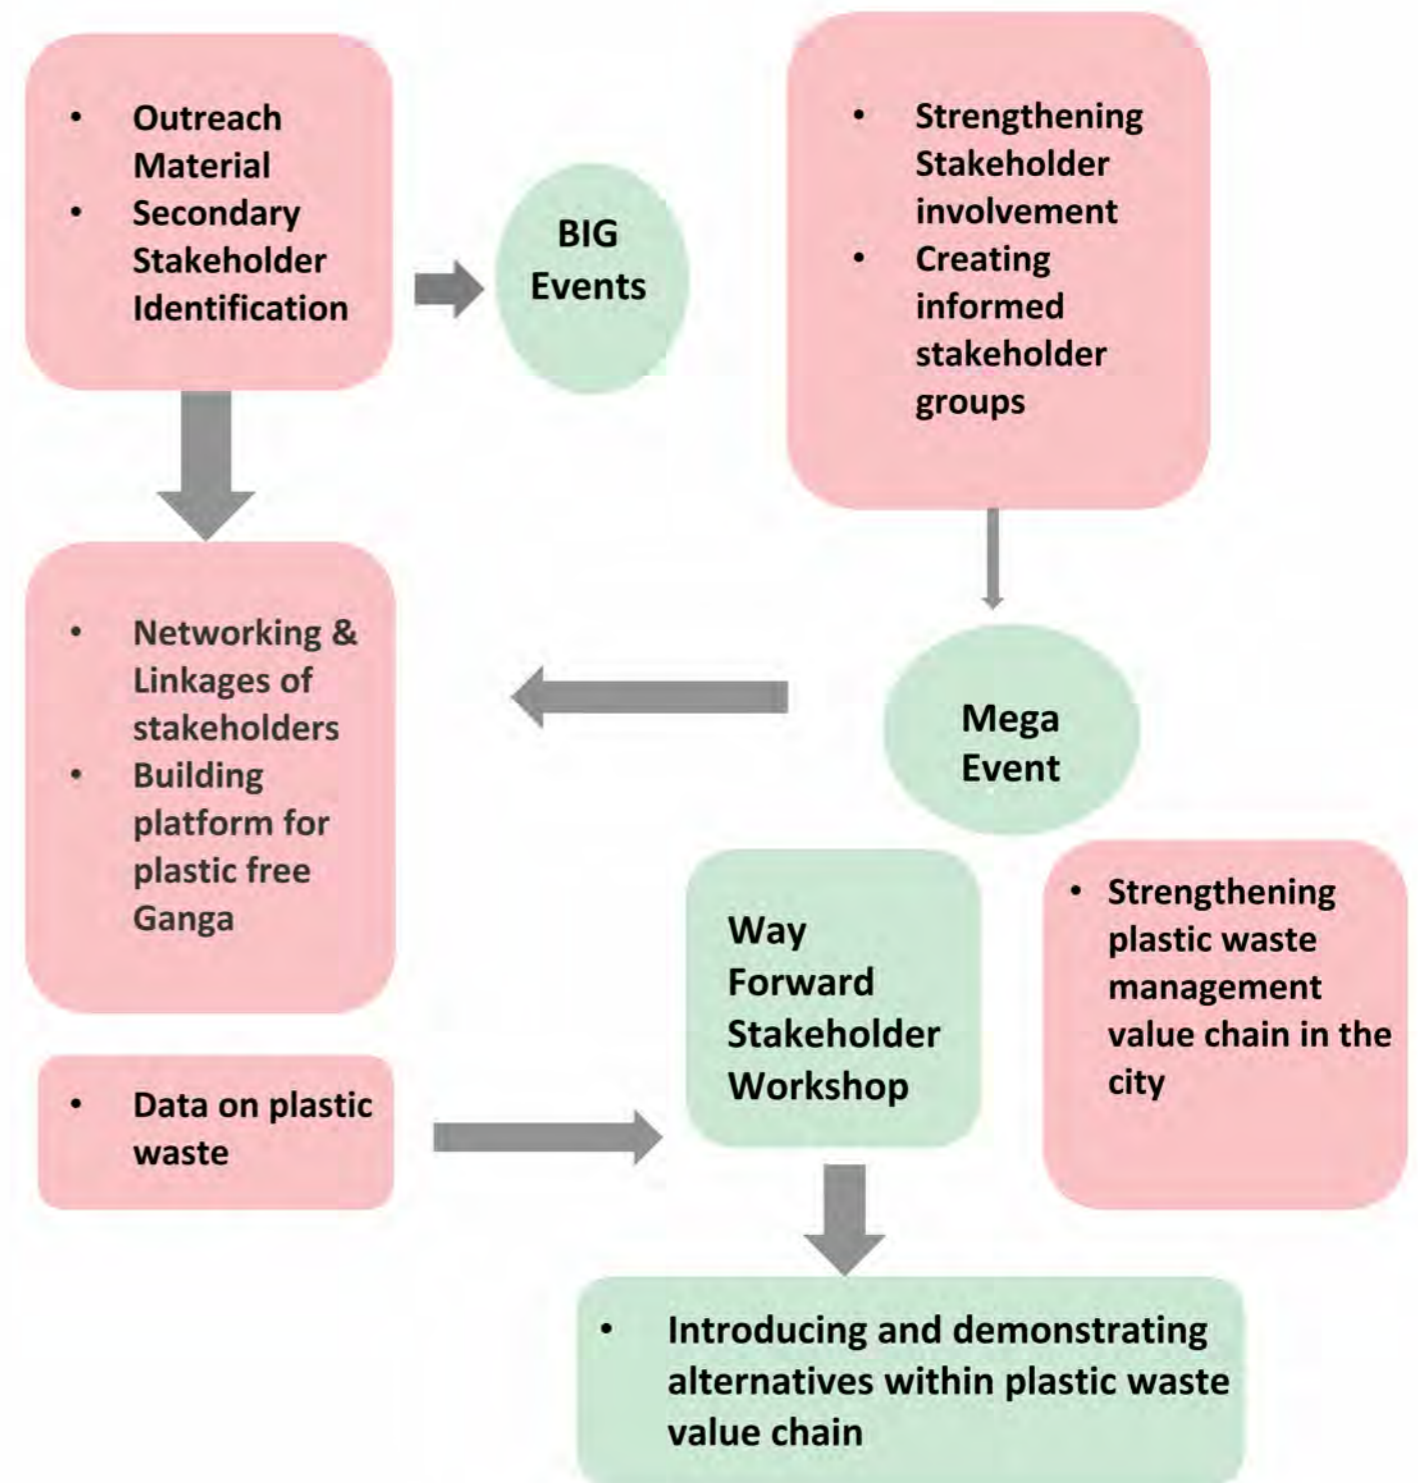 • Outreach
Material
• Secondary
Stakeholder
Identification
BIG
Events
• Strengthening
Stakeholder
involvement
• Creating
informed
stakeholder
groups
• Networking &
Linkages of
stakeholders
• Building
platform for
plastic free
Ganga
Mega
Event
Way
Forward
Stakeholder
Workshop
• Strengthening
plastic waste
management
value chain in the
city
• Data on plastic
waste
• Introducing and demonstrating
alternatives within plastic waste
value chain